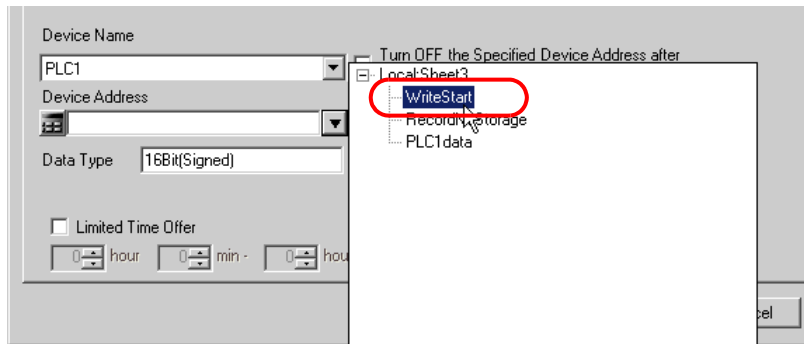 Device Name
PLC1
Turn OFF the Specified Device Address after
Local:Sheet3
Device Address
WriteStart
PLC1data
Data Type 16Bit(Signed)
Limited Time Offer
0 hour 0 min - 0 hou
cel